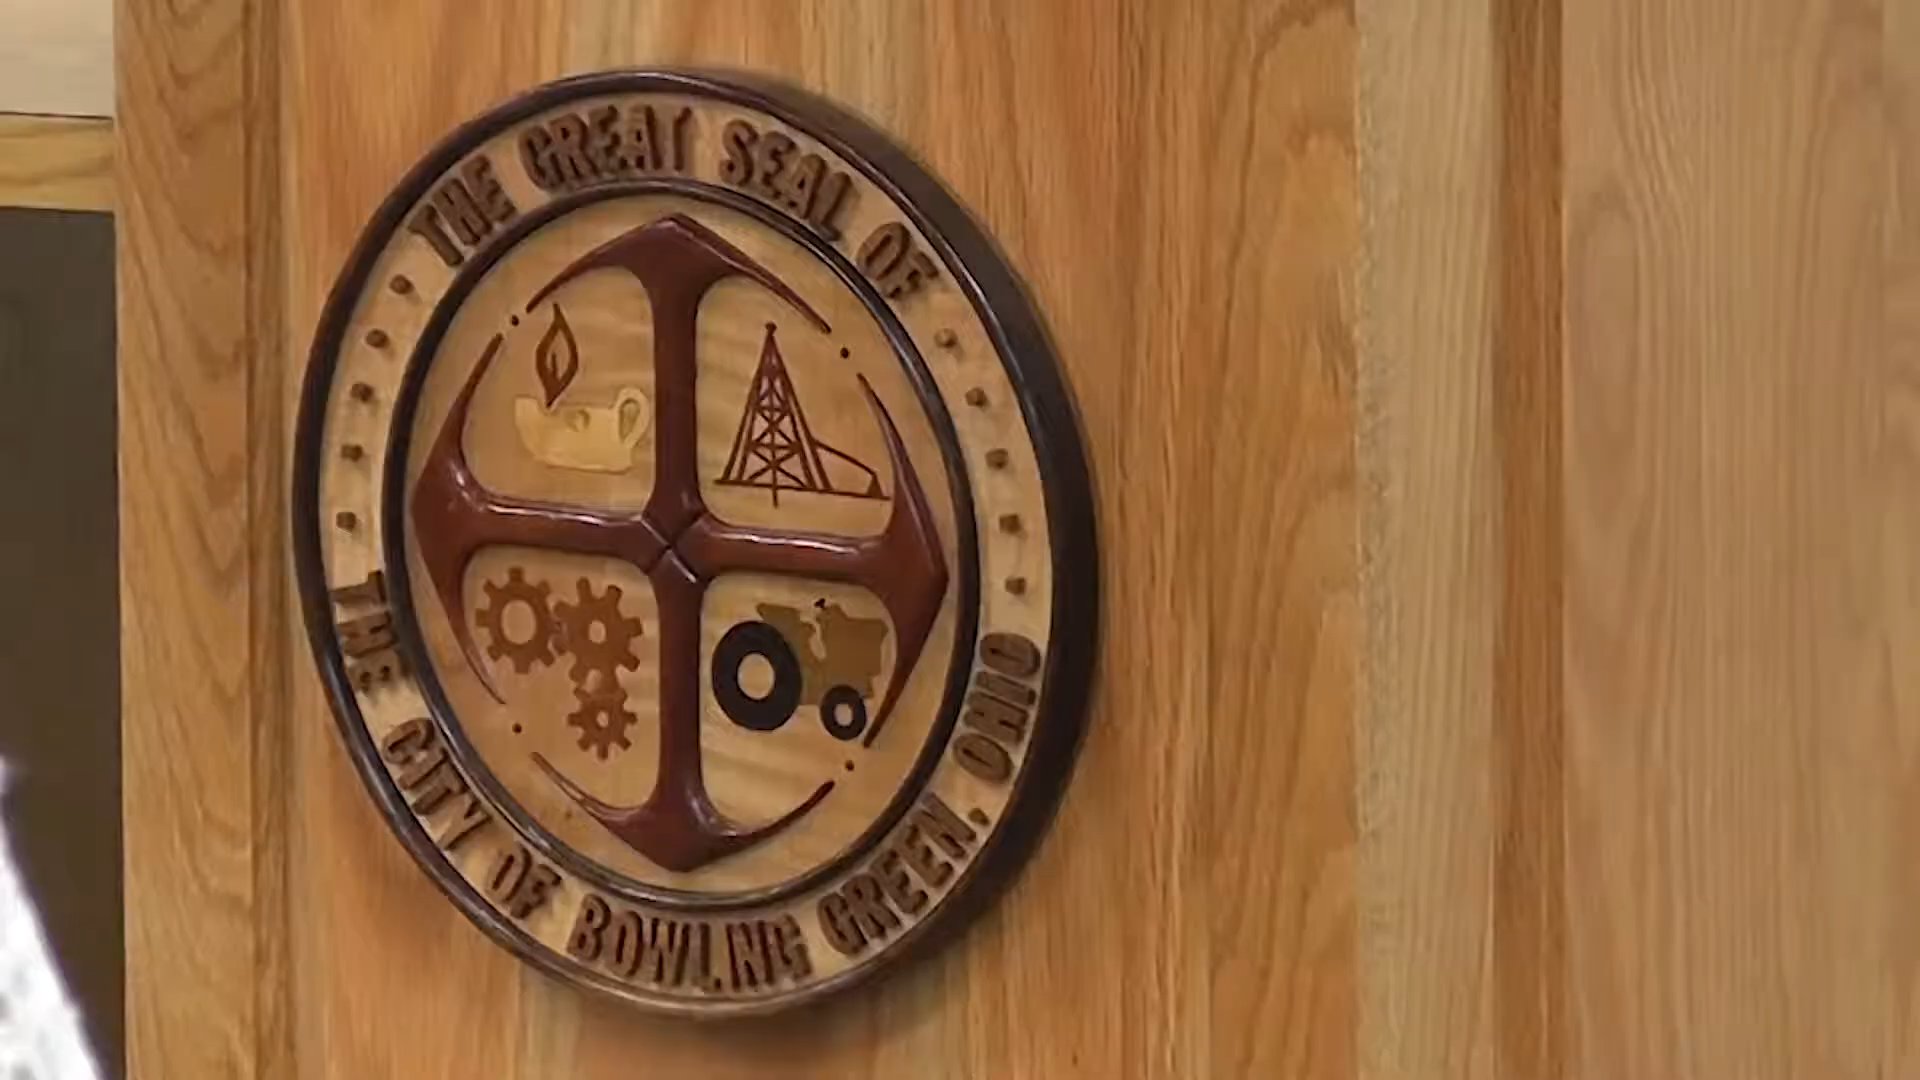 THE GREAT SEAL OF
THE CITY OF BOWLING GREEN, OHIO